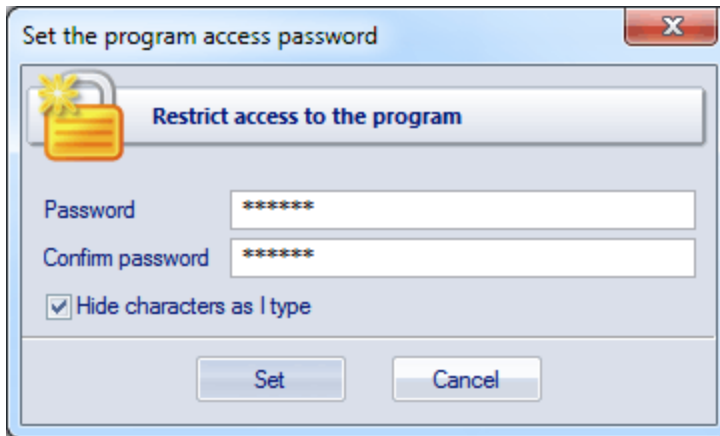 Set the program access password
Restrict access to the program
Password ******
Confirm password ******
Hide characters as I type
Set Cancel